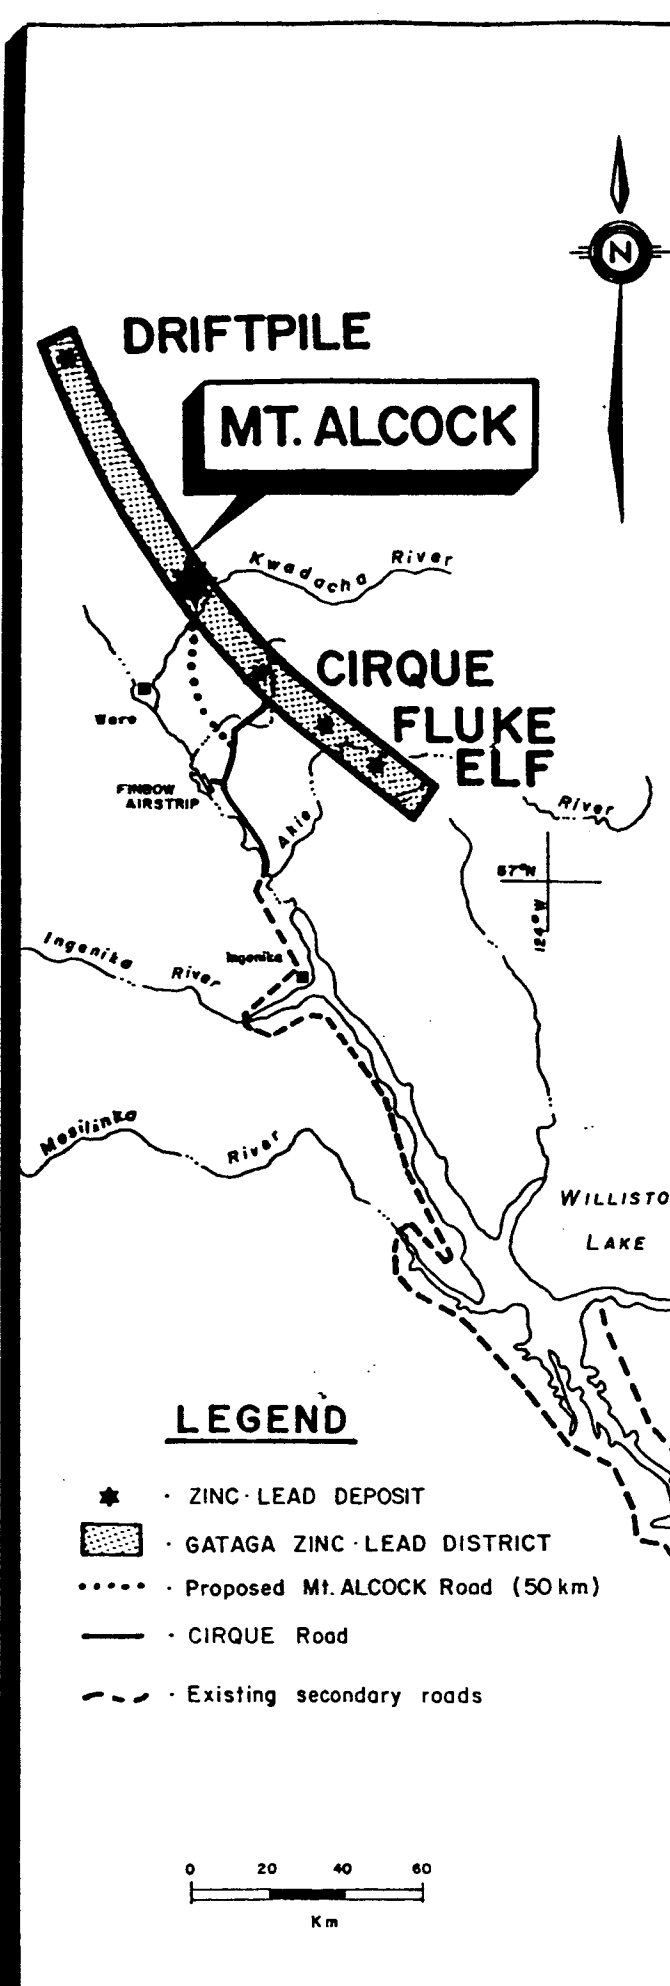 N
DRIFTPILE
MT. ALCOCK
Kwadacha River
CIRQUE
FLUKE
ELF
Ware
FINBOW
AIRSTRIP
Akie
River
57°N
124°W
Ingenika
Ingenika River
Mesilinka River
WILLISTO
LAKE
LEGEND
· ZINC·LEAD DEPOSIT
· GATAGA ZINC·LEAD DISTRICT
· Proposed Mt. ALCOCK Road (50 km)
· CIRQUE Road
· Existing secondary roads
0 20 40 60
Km